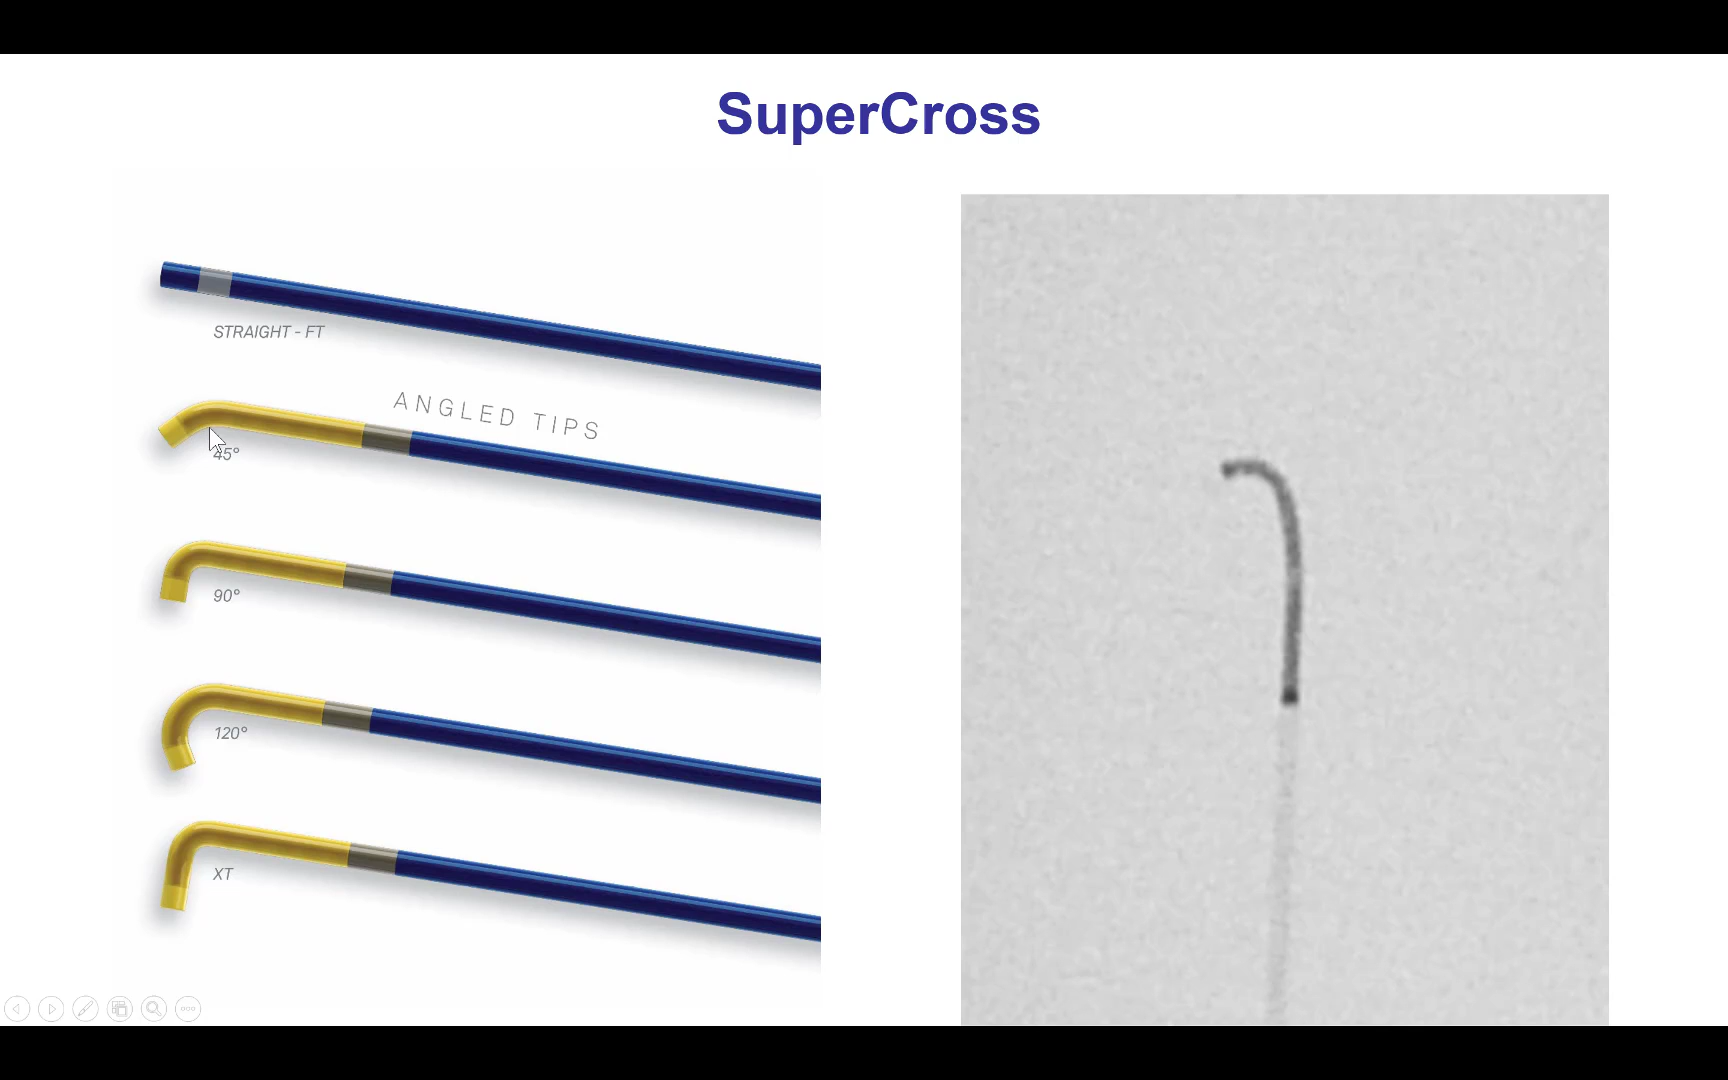 SuperCross
STRAIGHT - FT
ANGLED TIPS
45°
90°
120°
XT